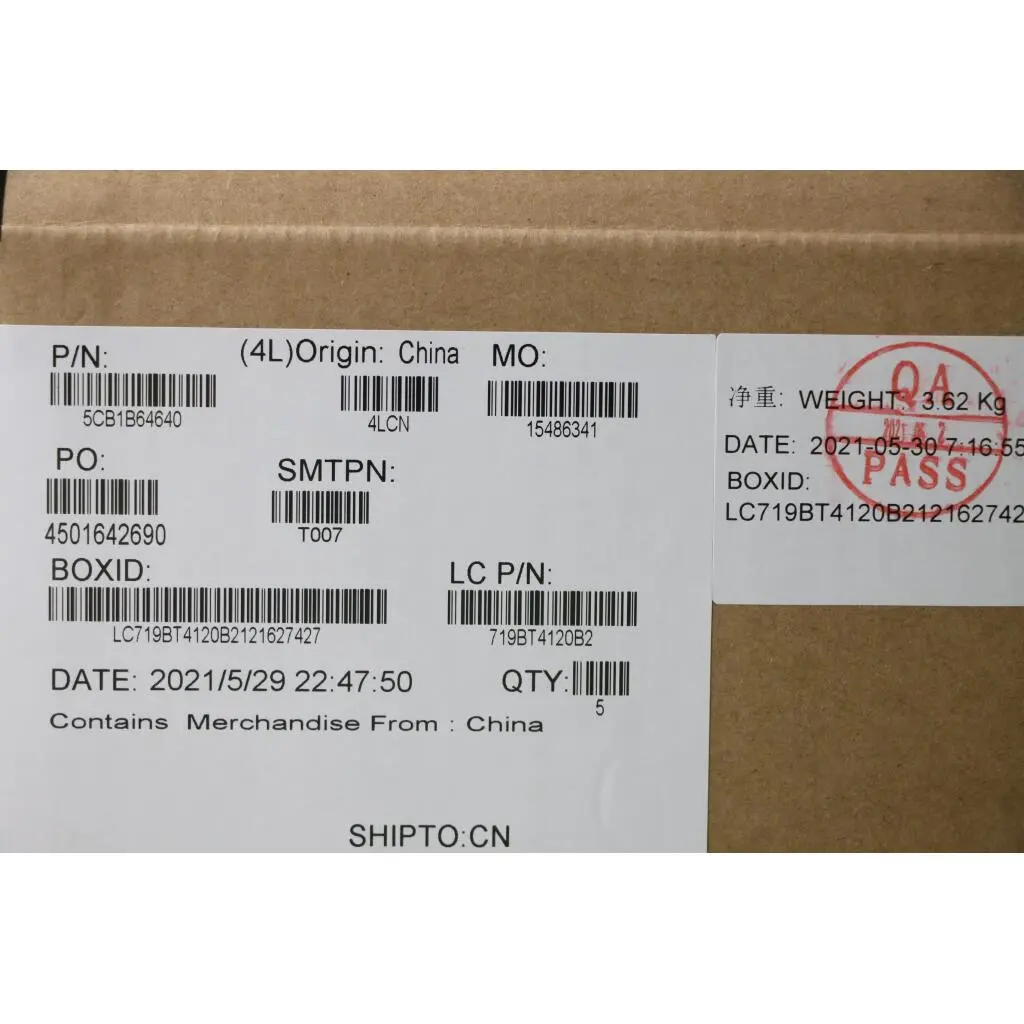 P/N: (4L)Origin: China MO:
5CB1B64640 4LCN 15486341
PO: SMTPN:
4501642690 T007
BOXID: LC P/N:
LC719BT4120B2121627427 719BT4120B2
DATE: 2021/5/29 22:47:50 QTY:
5
Contains Merchandise From : China
SHIPTO:CN
净重: WEIGHT: 3.62 Kg
DATE: 2021-05-30 7:16:55
BOXID:
LC719BT4120B212162742
QA
PASS